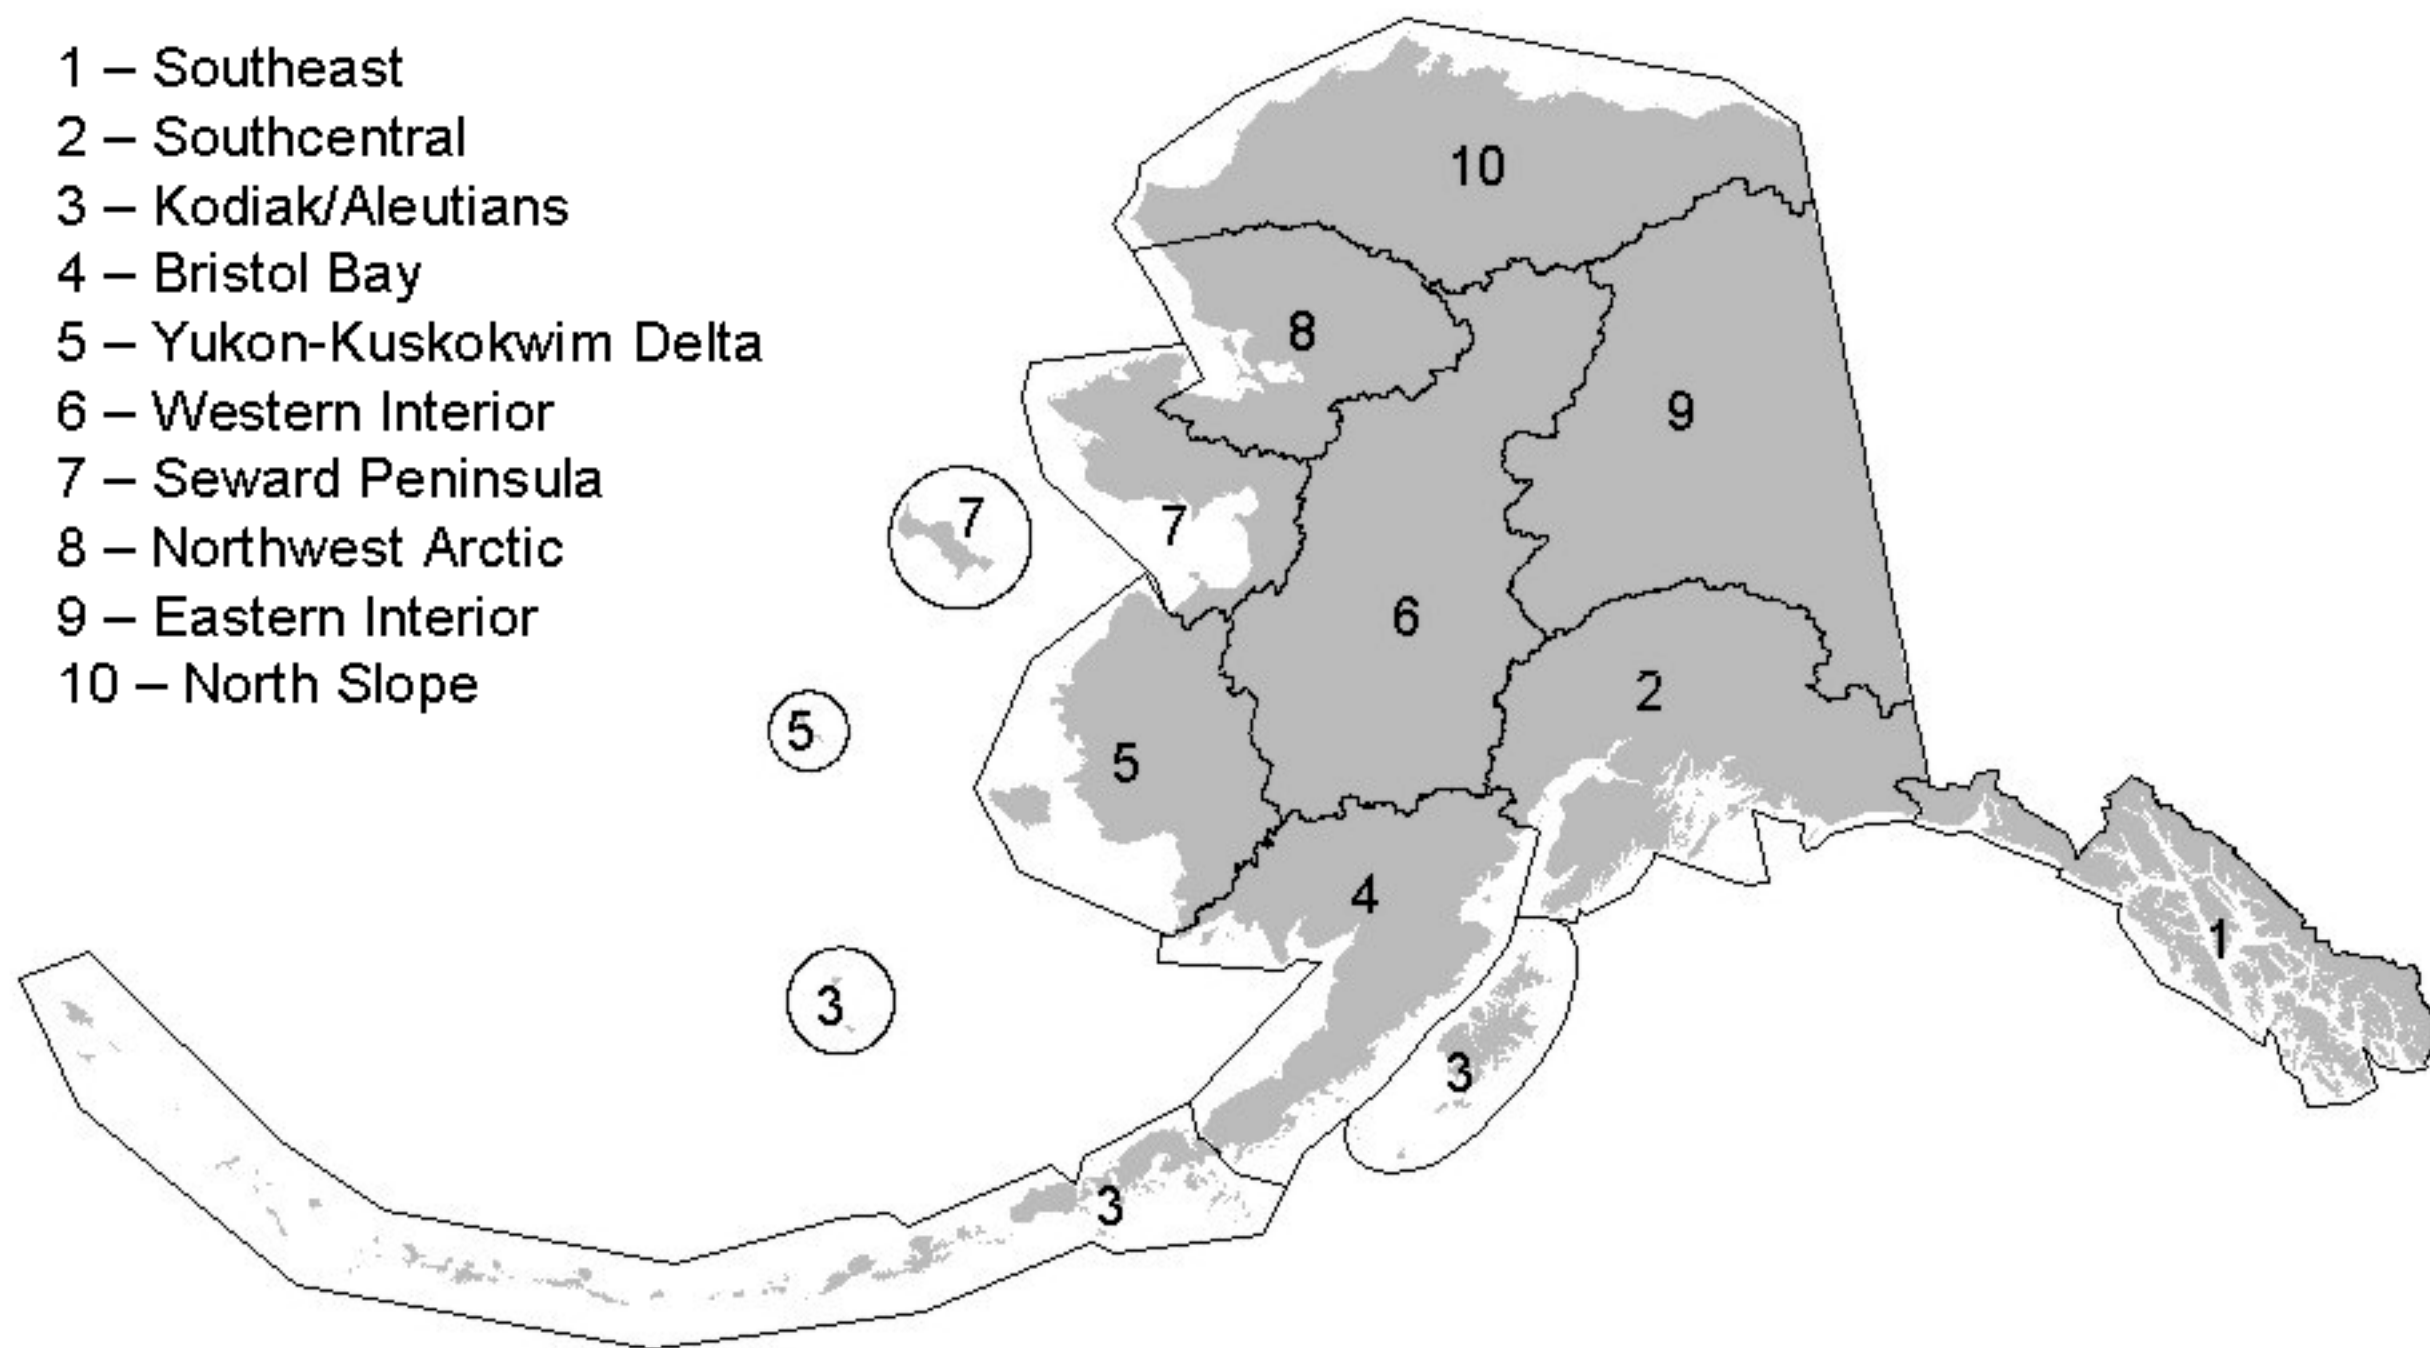 1 – Southeast
2 – Southcentral
3 – Kodiak/Aleutians
4 – Bristol Bay
5 – Yukon-Kuskokwim Delta
6 – Western Interior
7 – Seward Peninsula
8 – Northwest Arctic
9 – Eastern Interior
10 – North Slope
10
8
9
7
7
6
2
5
5
4
1
3
3
3